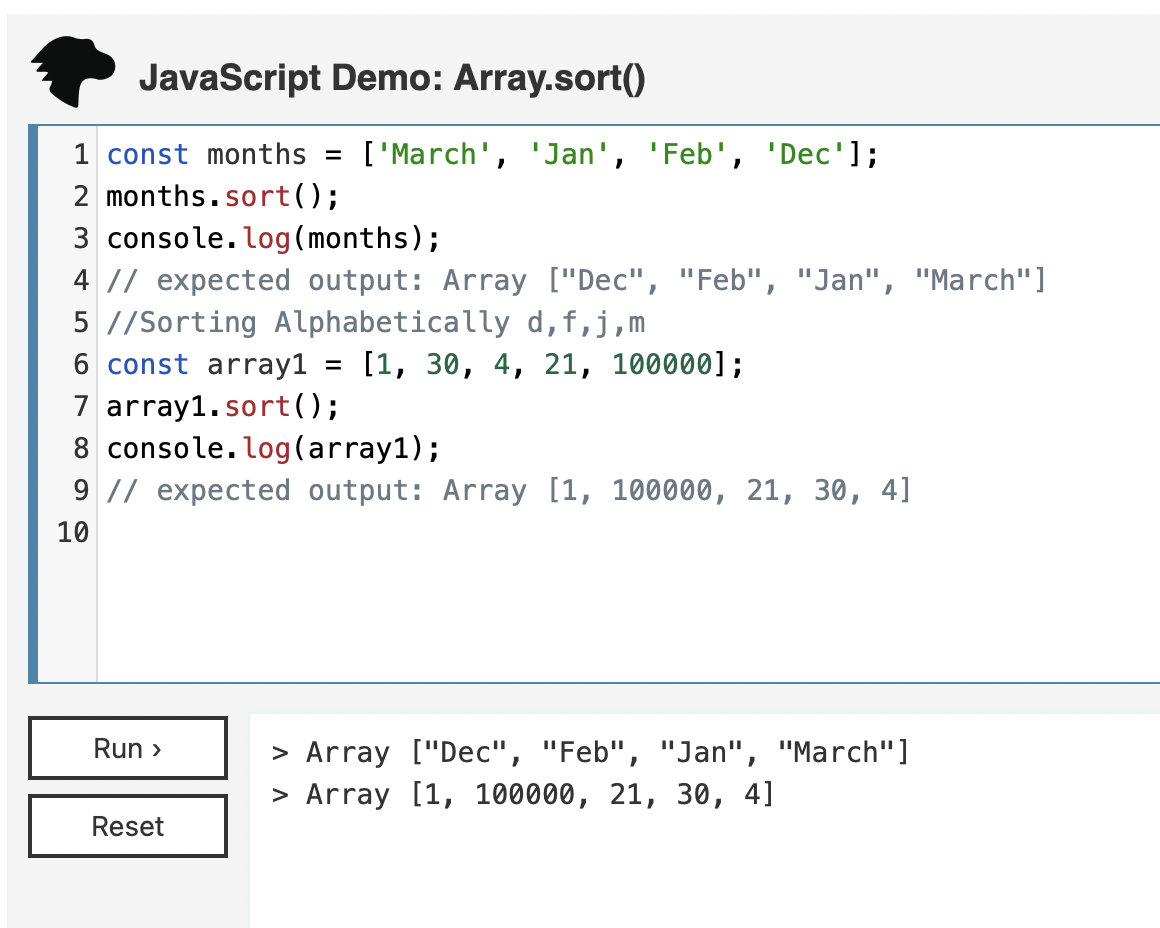 JavaScript Demo: Array.sort()
1 const months = ['March', 'Jan', 'Feb', 'Dec'];
2 months.sort();
3 console.log(months);
4 // expected output: Array ["Dec", "Feb", "Jan", "March"]
5 //Sorting Alphabetically d,f,j,m
6 const array1 = [1, 30, 4, 21, 100000];
7 array1.sort();
8 console.log(array1);
9 // expected output: Array [1, 100000, 21, 30, 4]
10
Run ›
> Array ["Dec", "Feb", "Jan", "March"]
> Array [1, 100000, 21, 30, 4]
Reset